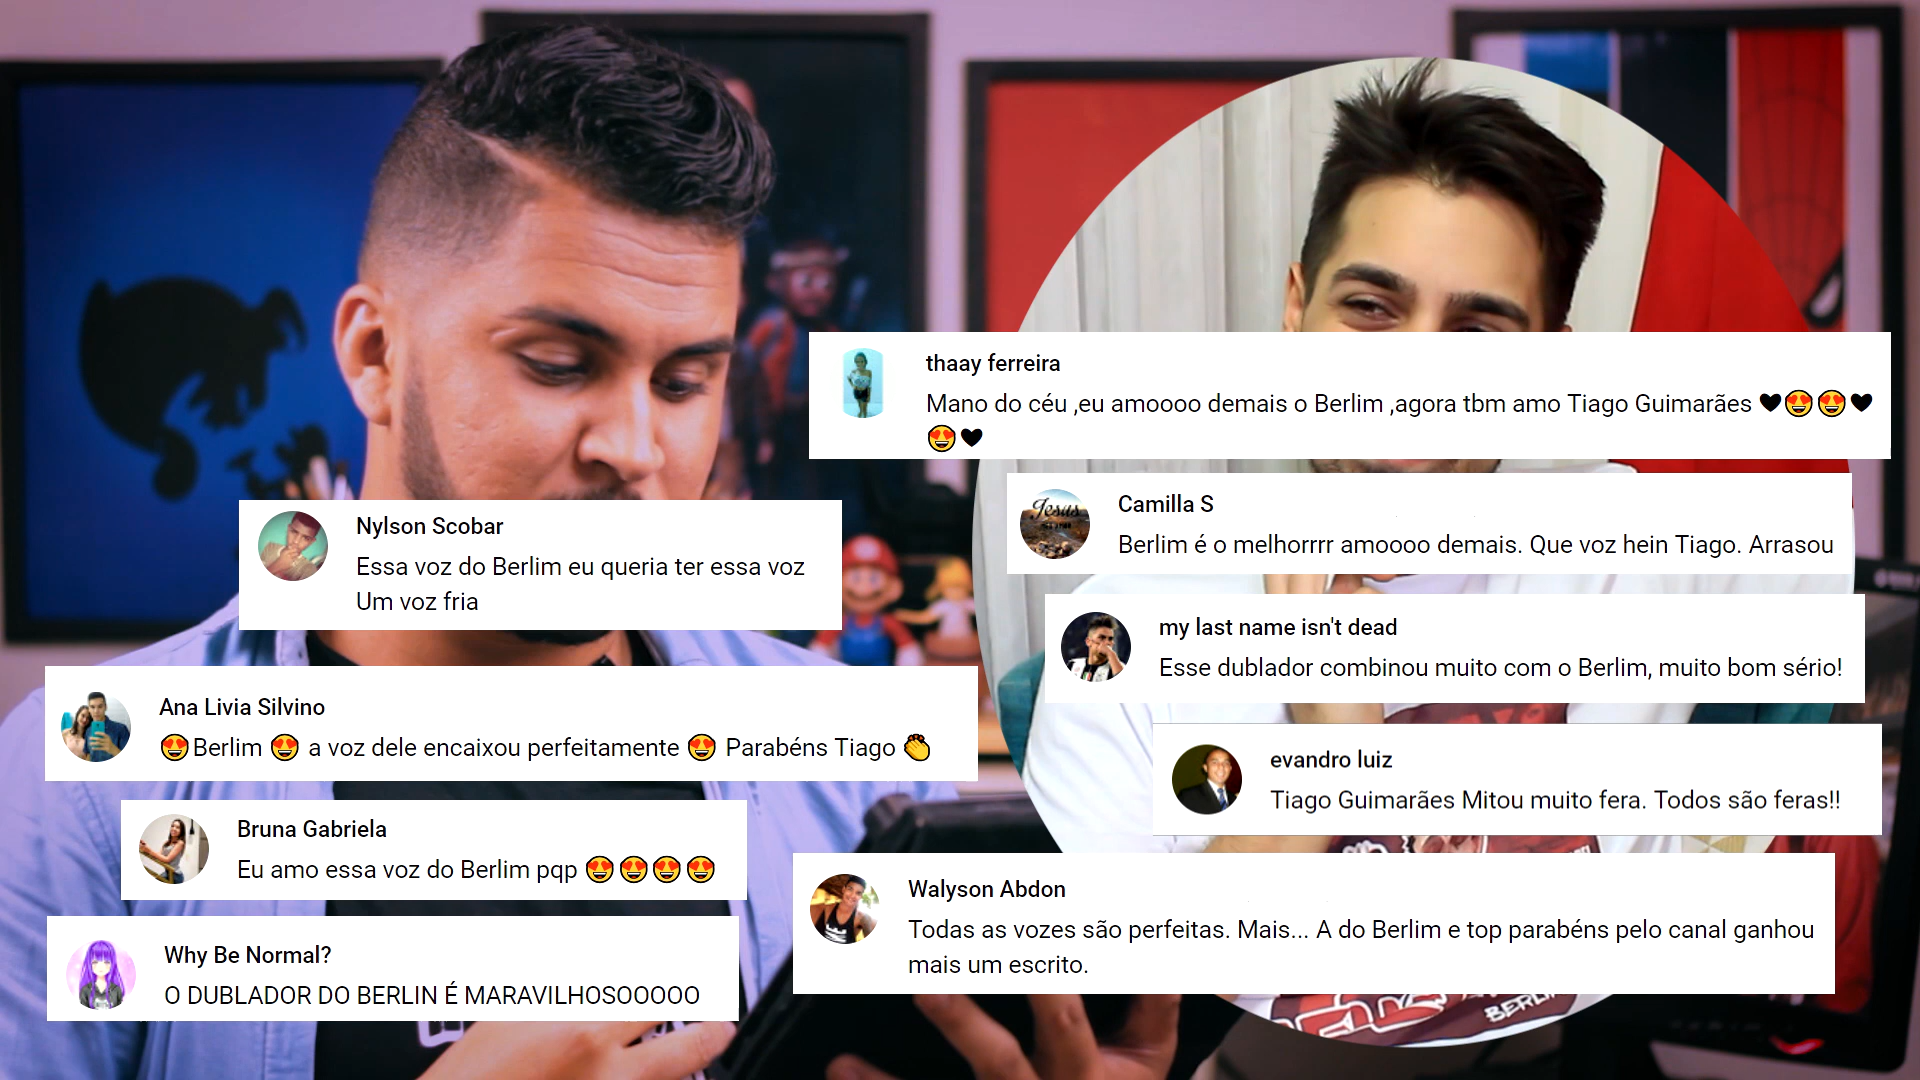 thaay ferreira
Mano do céu ,eu amoooo demais o Berlim ,agora tbm amo Tiago Guimarães 🖤😍😍🖤
😍🖤
Camilla S
Berlim é o melhorrrr amoooo demais. Que voz hein Tiago. Arrasou
Nylson Scobar
Essa voz do Berlim eu queria ter essa voz
Um voz fria
my last name isn't dead
Esse dublador combinou muito com o Berlim, muito bom sério!
Ana Livia Silvino
😍Berlim 😍 a voz dele encaixou perfeitamente 😍 Parabéns Tiago 👏
evandro luiz
Tiago Guimarães Mitou muito fera. Todos são feras!!
Bruna Gabriela
Eu amo essa voz do Berlim pqp 😍😍😍😍
Walyson Abdon
Todas as vozes são perfeitas. Mais... A do Berlim e top parabéns pelo canal ganhou
mais um escrito.
Why Be Normal?
O DUBLADOR DO BERLIN É MARAVILHOSOOOOO
Jesus
BERLIN